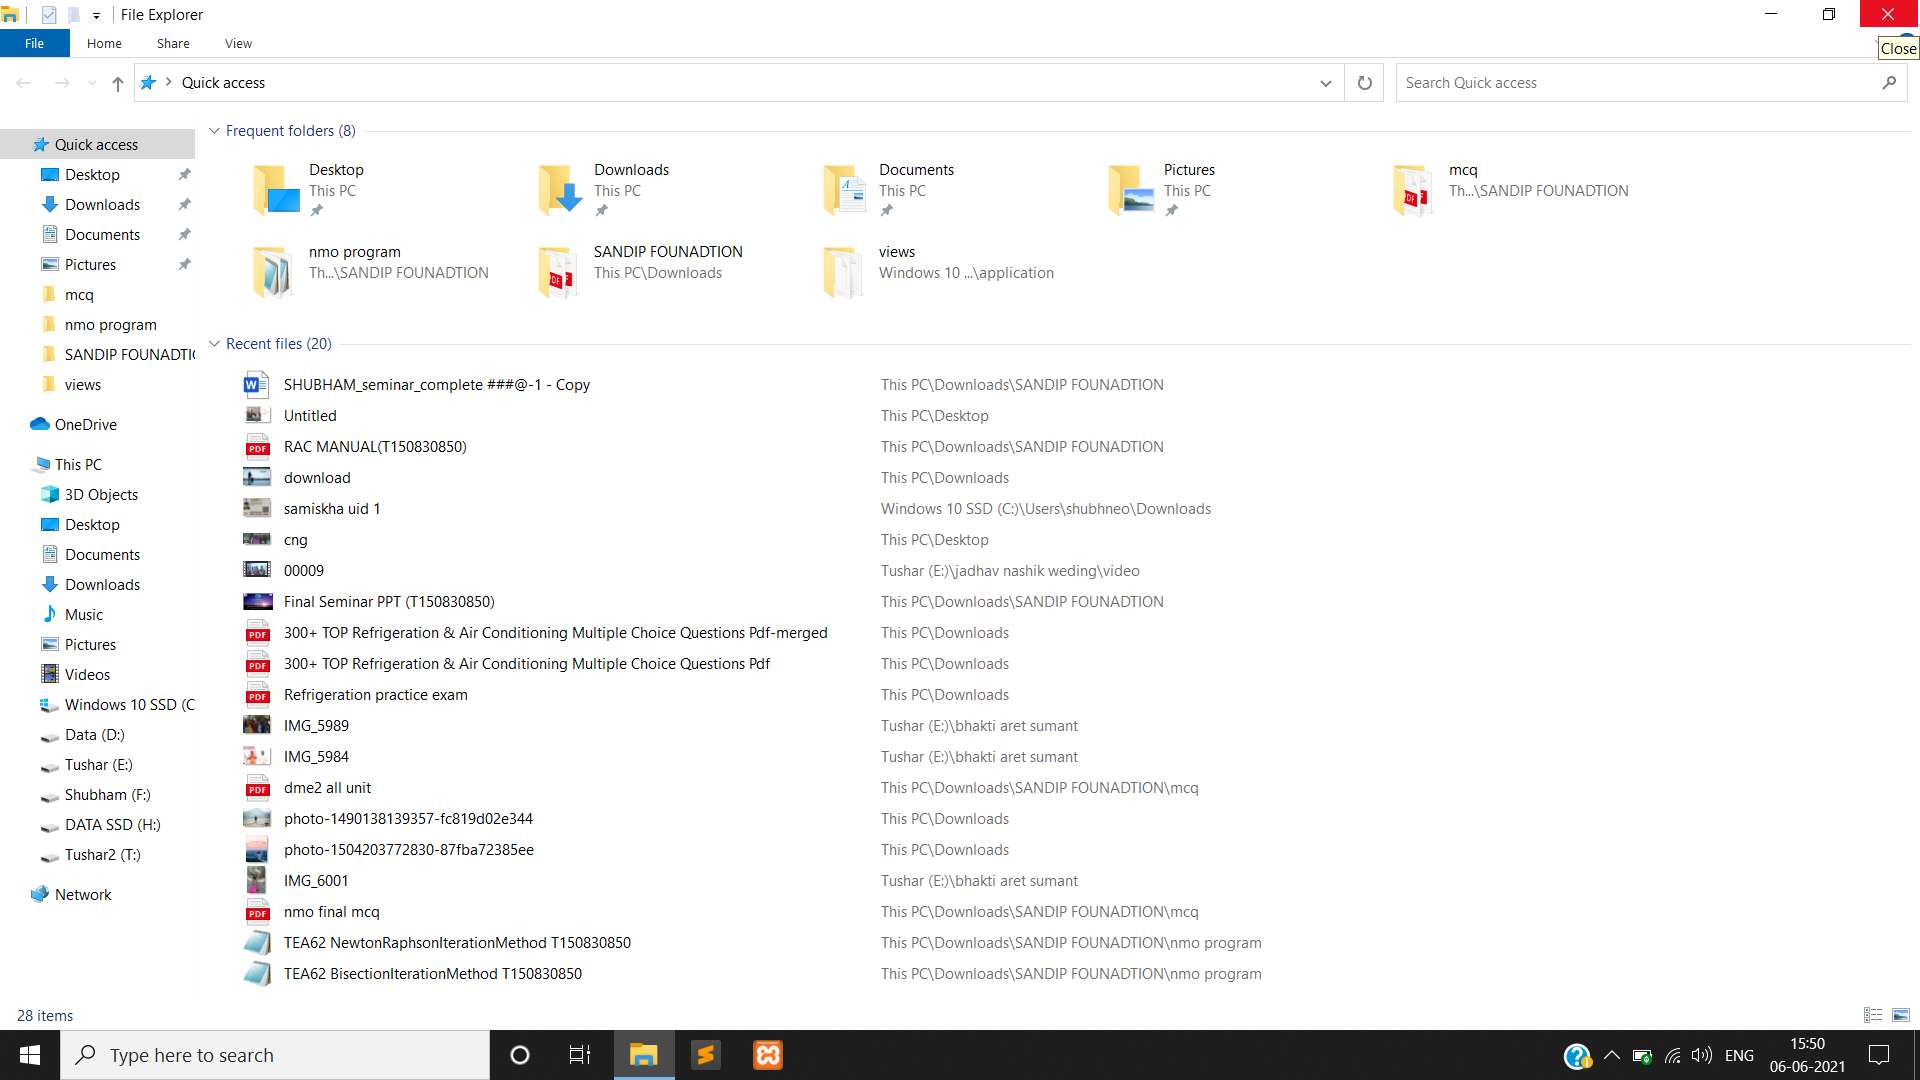 File Explorer
File Home Share View
Close
Quick access
Search Quick access
Quick access
Desktop
Downloads
Documents
Pictures
mcq
nmo program
SANDIP FOUNADTI
views
OneDrive
This PC
3D Objects
Desktop
Documents
Downloads
Music
Pictures
Videos
Windows 10 SSD (C
Data (D:)
Tushar (E:)
Shubham (F:)
DATA SSD (H:)
Tushar2 (T:)
Network
Frequent folders (8)
Desktop
This PC
Downloads
This PC
Documents
This PC
Pictures
This PC
mcq
Th...\SANDIP FOUNADTION
nmo program
Th...\SANDIP FOUNADTION
SANDIP FOUNADTION
This PC\Downloads
views
Windows 10 ...\application
Recent files (20)
SHUBHAM_seminar_complete ###@-1 - Copy This PC\Downloads\SANDIP FOUNADTION
Untitled This PC\Desktop
RAC MANUAL(T150830850) This PC\Downloads\SANDIP FOUNADTION
download This PC\Downloads
samiskha uid 1 Windows 10 SSD (C:)\Users\shubhneo\Downloads
cng This PC\Desktop
00009 Tushar (E:)\jadhav nashik weding\video
Final Seminar PPT (T150830850) This PC\Downloads\SANDIP FOUNADTION
300+ TOP Refrigeration & Air Conditioning Multiple Choice Questions Pdf-merged This PC\Downloads
300+ TOP Refrigeration & Air Conditioning Multiple Choice Questions Pdf This PC\Downloads
Refrigeration practice exam This PC\Downloads
IMG_5989 Tushar (E:)\bhakti aret sumant
IMG_5984 Tushar (E:)\bhakti aret sumant
dme2 all unit This PC\Downloads\SANDIP FOUNADTION\mcq
photo-1490138139357-fc819d02e344 This PC\Downloads
photo-1504203772830-87fba72385ee This PC\Downloads
IMG_6001 Tushar (E:)\bhakti aret sumant
nmo final mcq This PC\Downloads\SANDIP FOUNADTION\mcq
TEA62 NewtonRaphsonIterationMethod T150830850 This PC\Downloads\SANDIP FOUNADTION\nmo program
TEA62 BisectionIterationMethod T150830850 This PC\Downloads\SANDIP FOUNADTION\nmo program
28 items
Type here to search
ENG
15:50
06-06-2021